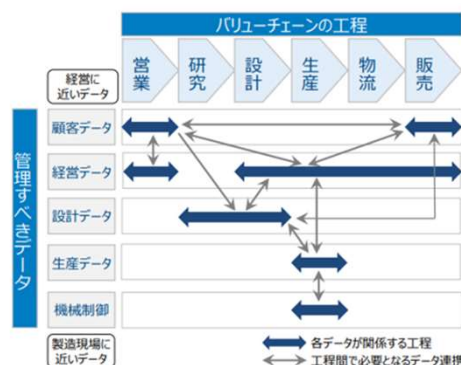 バリューチェーンの工程
営業
研究
設計
生産
物流
販売
経営に
近いデータ
管理すべきデータ
顧客データ
経営データ
設計データ
生産データ
機械制御
製造現場に
近いデータ
各データが関係する工程
工程間で必要となるデータ連携